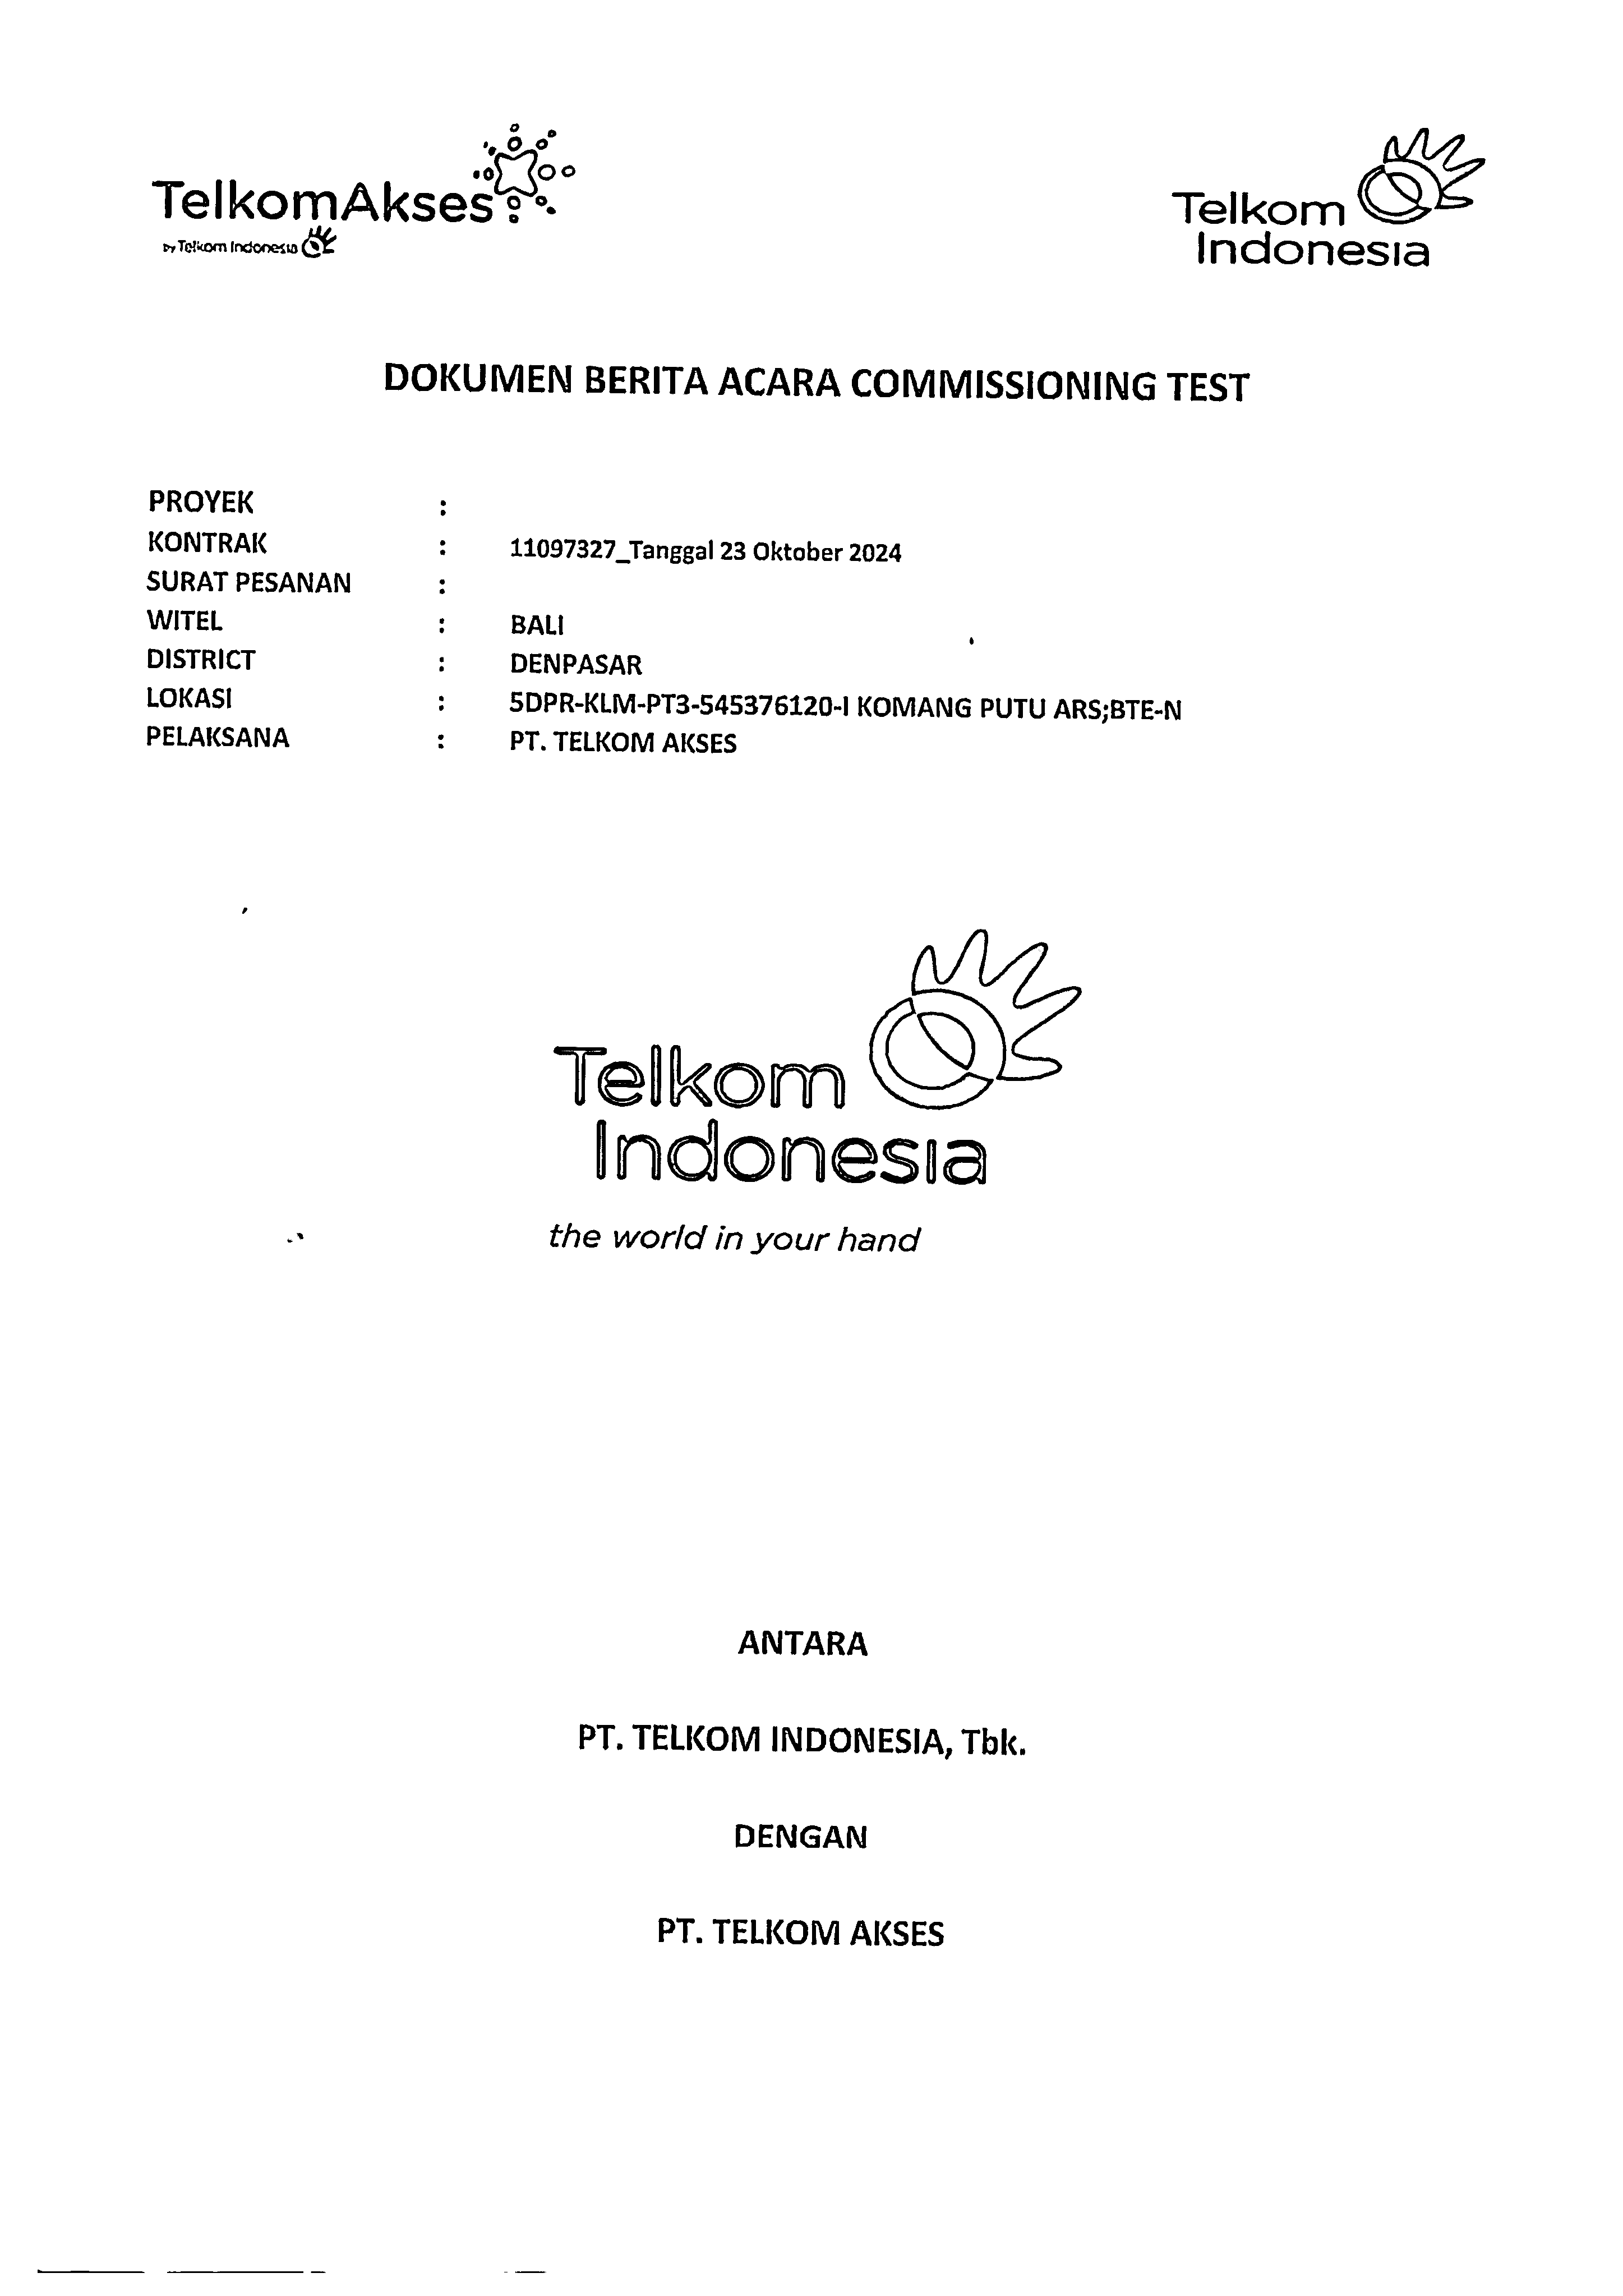 TelkomAkses
by Telkom Indonesia
Telkom
Indonesia
DOKUMEN BERITA ACARA COMMISSIONING TEST
PROYEK :
KONTRAK : 11097327_Tanggal 23 Oktober 2024
SURAT PESANAN :
WITEL : BALI
DISTRICT : DENPASAR
LOKASI : 5DPR-KLM-PT3-545376120-I KOMANG PUTU ARS;BTE-N
PELAKSANA : PT. TELKOM AKSES
Telkom
Indonesia
the world in your hand
ANTARA
PT. TELKOM INDONESIA, Tbk.
DENGAN
PT. TELKOM AKSES